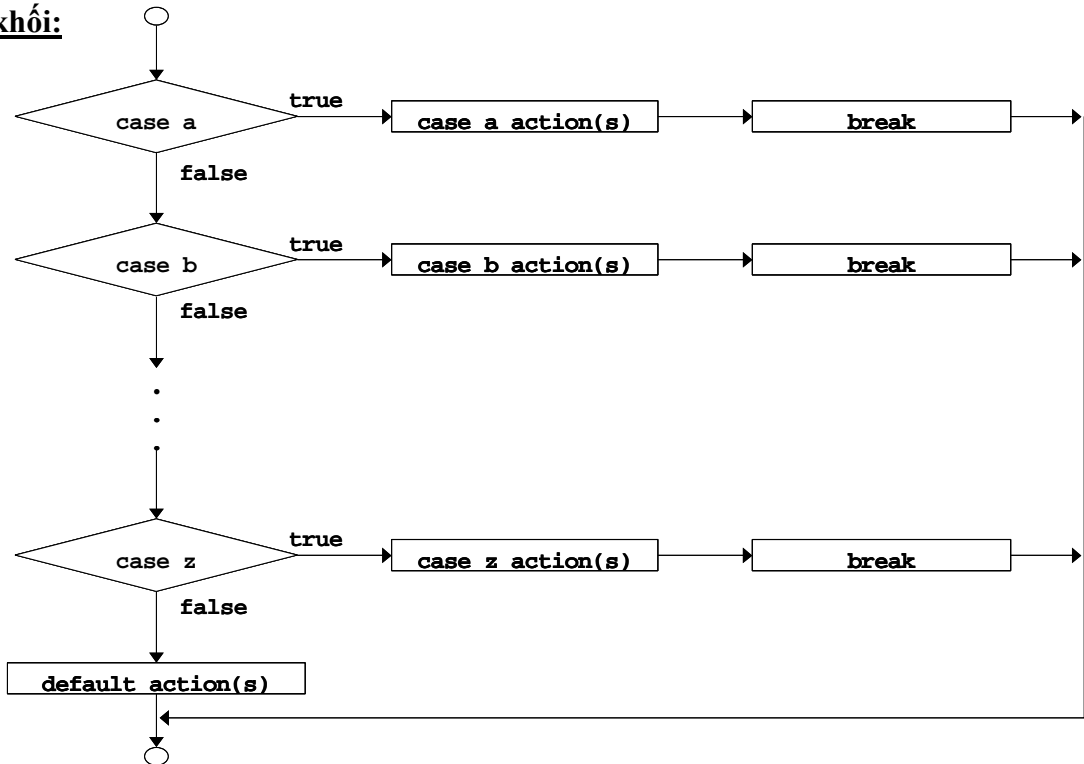 khối:
true
case a
case a action(s)
break
false
true
case b
case b action(s)
break
false
.
.
.
true
case z
case z action(s)
break
false
default action(s)